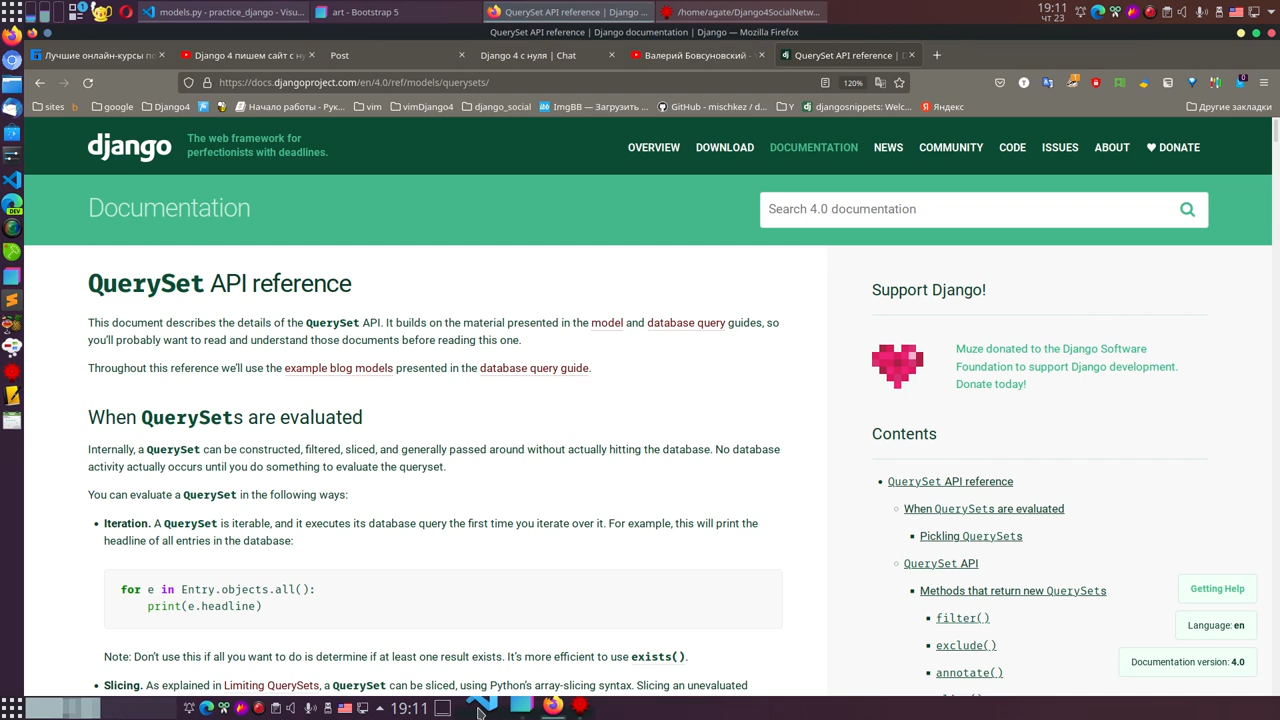 models.py - practice_django - Visu...
art - Bootstrap 5
QuerySet API reference | Django ...
/home/agate/Django4SocialNetw...
19:11
ЧТ 23
QuerySet API reference | Django documentation | Django — Mozilla Firefox
Лучшие онлайн-курсы по
Django 4 пишем сайт с ну
Post
Django 4 с нуля | Chat
Валерий Бовсуновский -
QuerySet API reference | D
https://docs.djangoproject.com/en/4.0/ref/models/querysets/
120%
sites
google
Django4
Начало работы - Рук...
vim
vimDjango4
django_social
ImgBB — Загрузить ...
GitHub - mischkez / d...
Y
djangosnippets: Welc...
Яндекс
Другие закладки
django
The web framework for
perfectionists with deadlines.
OVERVIEW DOWNLOAD DOCUMENTATION NEWS COMMUNITY CODE ISSUES ABOUT ♥ DONATE
Documentation
Search 4.0 documentation
QuerySet API reference
This document describes the details of the QuerySet API. It builds on the material presented in the model and database query guides, so
you’ll probably want to read and understand those documents before reading this one.
Throughout this reference we’ll use the example blog models presented in the database query guide.
When QuerySets are evaluated
Internally, a QuerySet can be constructed, filtered, sliced, and generally passed around without actually hitting the database. No database
activity actually occurs until you do something to evaluate the queryset.
You can evaluate a QuerySet in the following ways:
• Iteration. A QuerySet is iterable, and it executes its database query the first time you iterate over it. For example, this will print the
headline of all entries in the database:
for e in Entry.objects.all():
print(e.headline)
Note: Don’t use this if all you want to do is determine if at least one result exists. It’s more efficient to use exists().
• Slicing. As explained in Limiting QuerySets, a QuerySet can be sliced, using Python’s array-slicing syntax. Slicing an unevaluated
Support Django!
Muze donated to the Django Software
Foundation to support Django development.
Donate today!
Contents
QuerySet API reference
When QuerySets are evaluated
Pickling QuerySets
QuerySet API
Methods that return new QuerySets
filter()
exclude()
annotate()
Getting Help
Language: en
Documentation version: 4.0
19:11